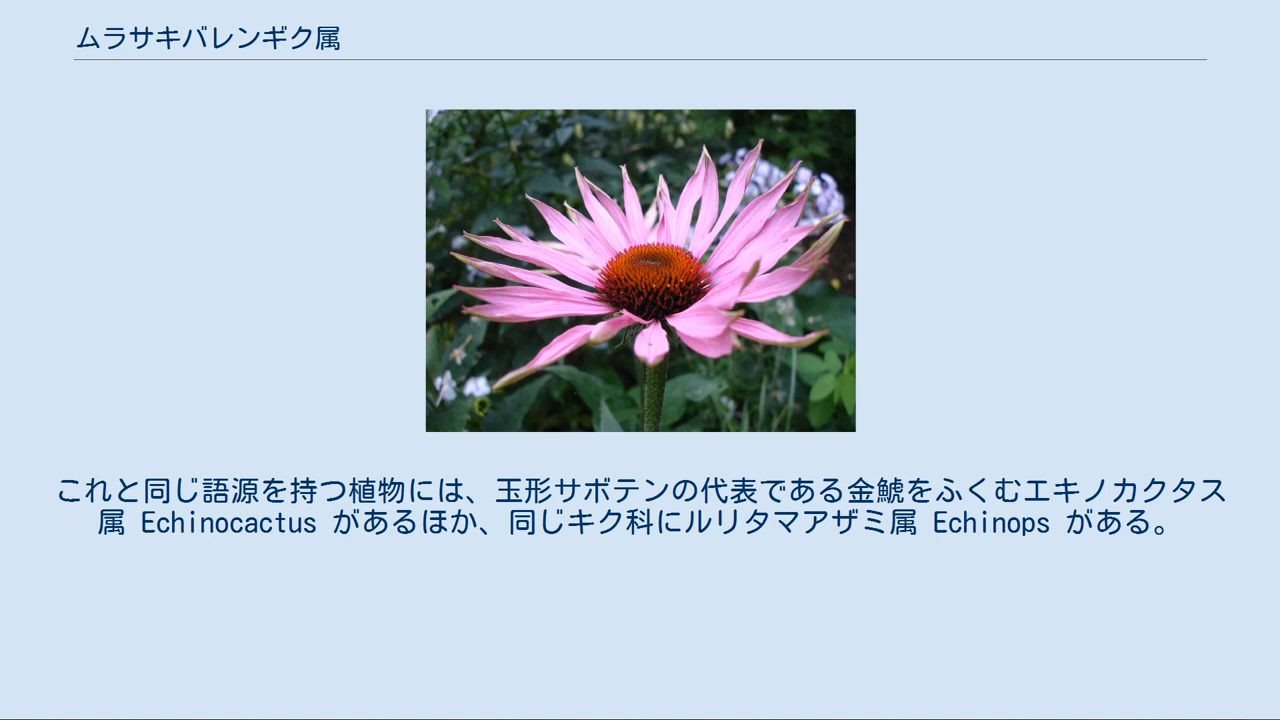 ムラサキバレンギク属
これと同じ語源を持つ植物には、玉形サボテンの代表である金鯱をふくむエキノカクタス
属 Echinocactus があるほか、同じキク科にルリタマアザミ属 Echinops がある。